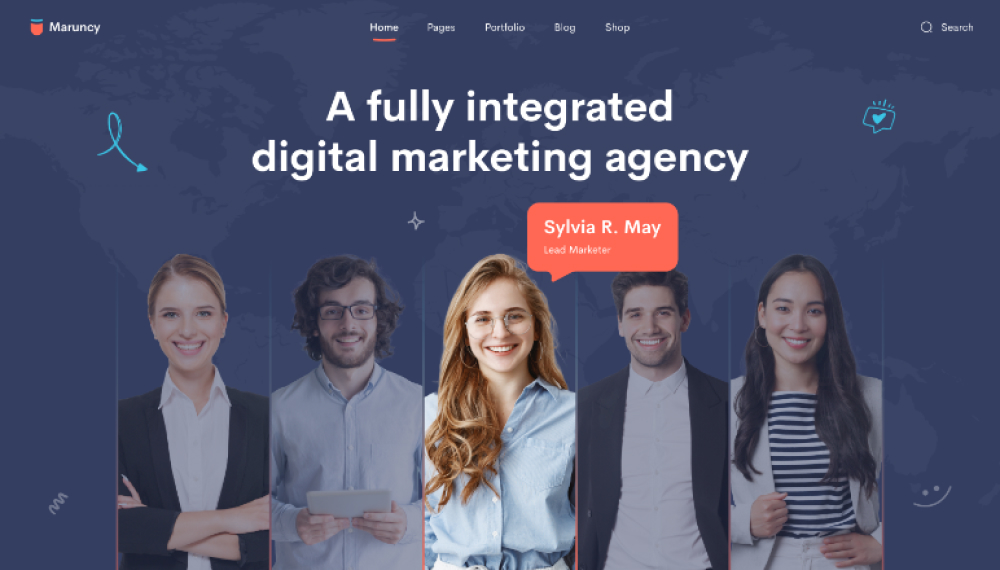 Maruncy
Home
Pages
Portfolio
Blog
Shop
Search
A fully integrated
digital marketing agency
Sylvia R. May
Lead Marketer